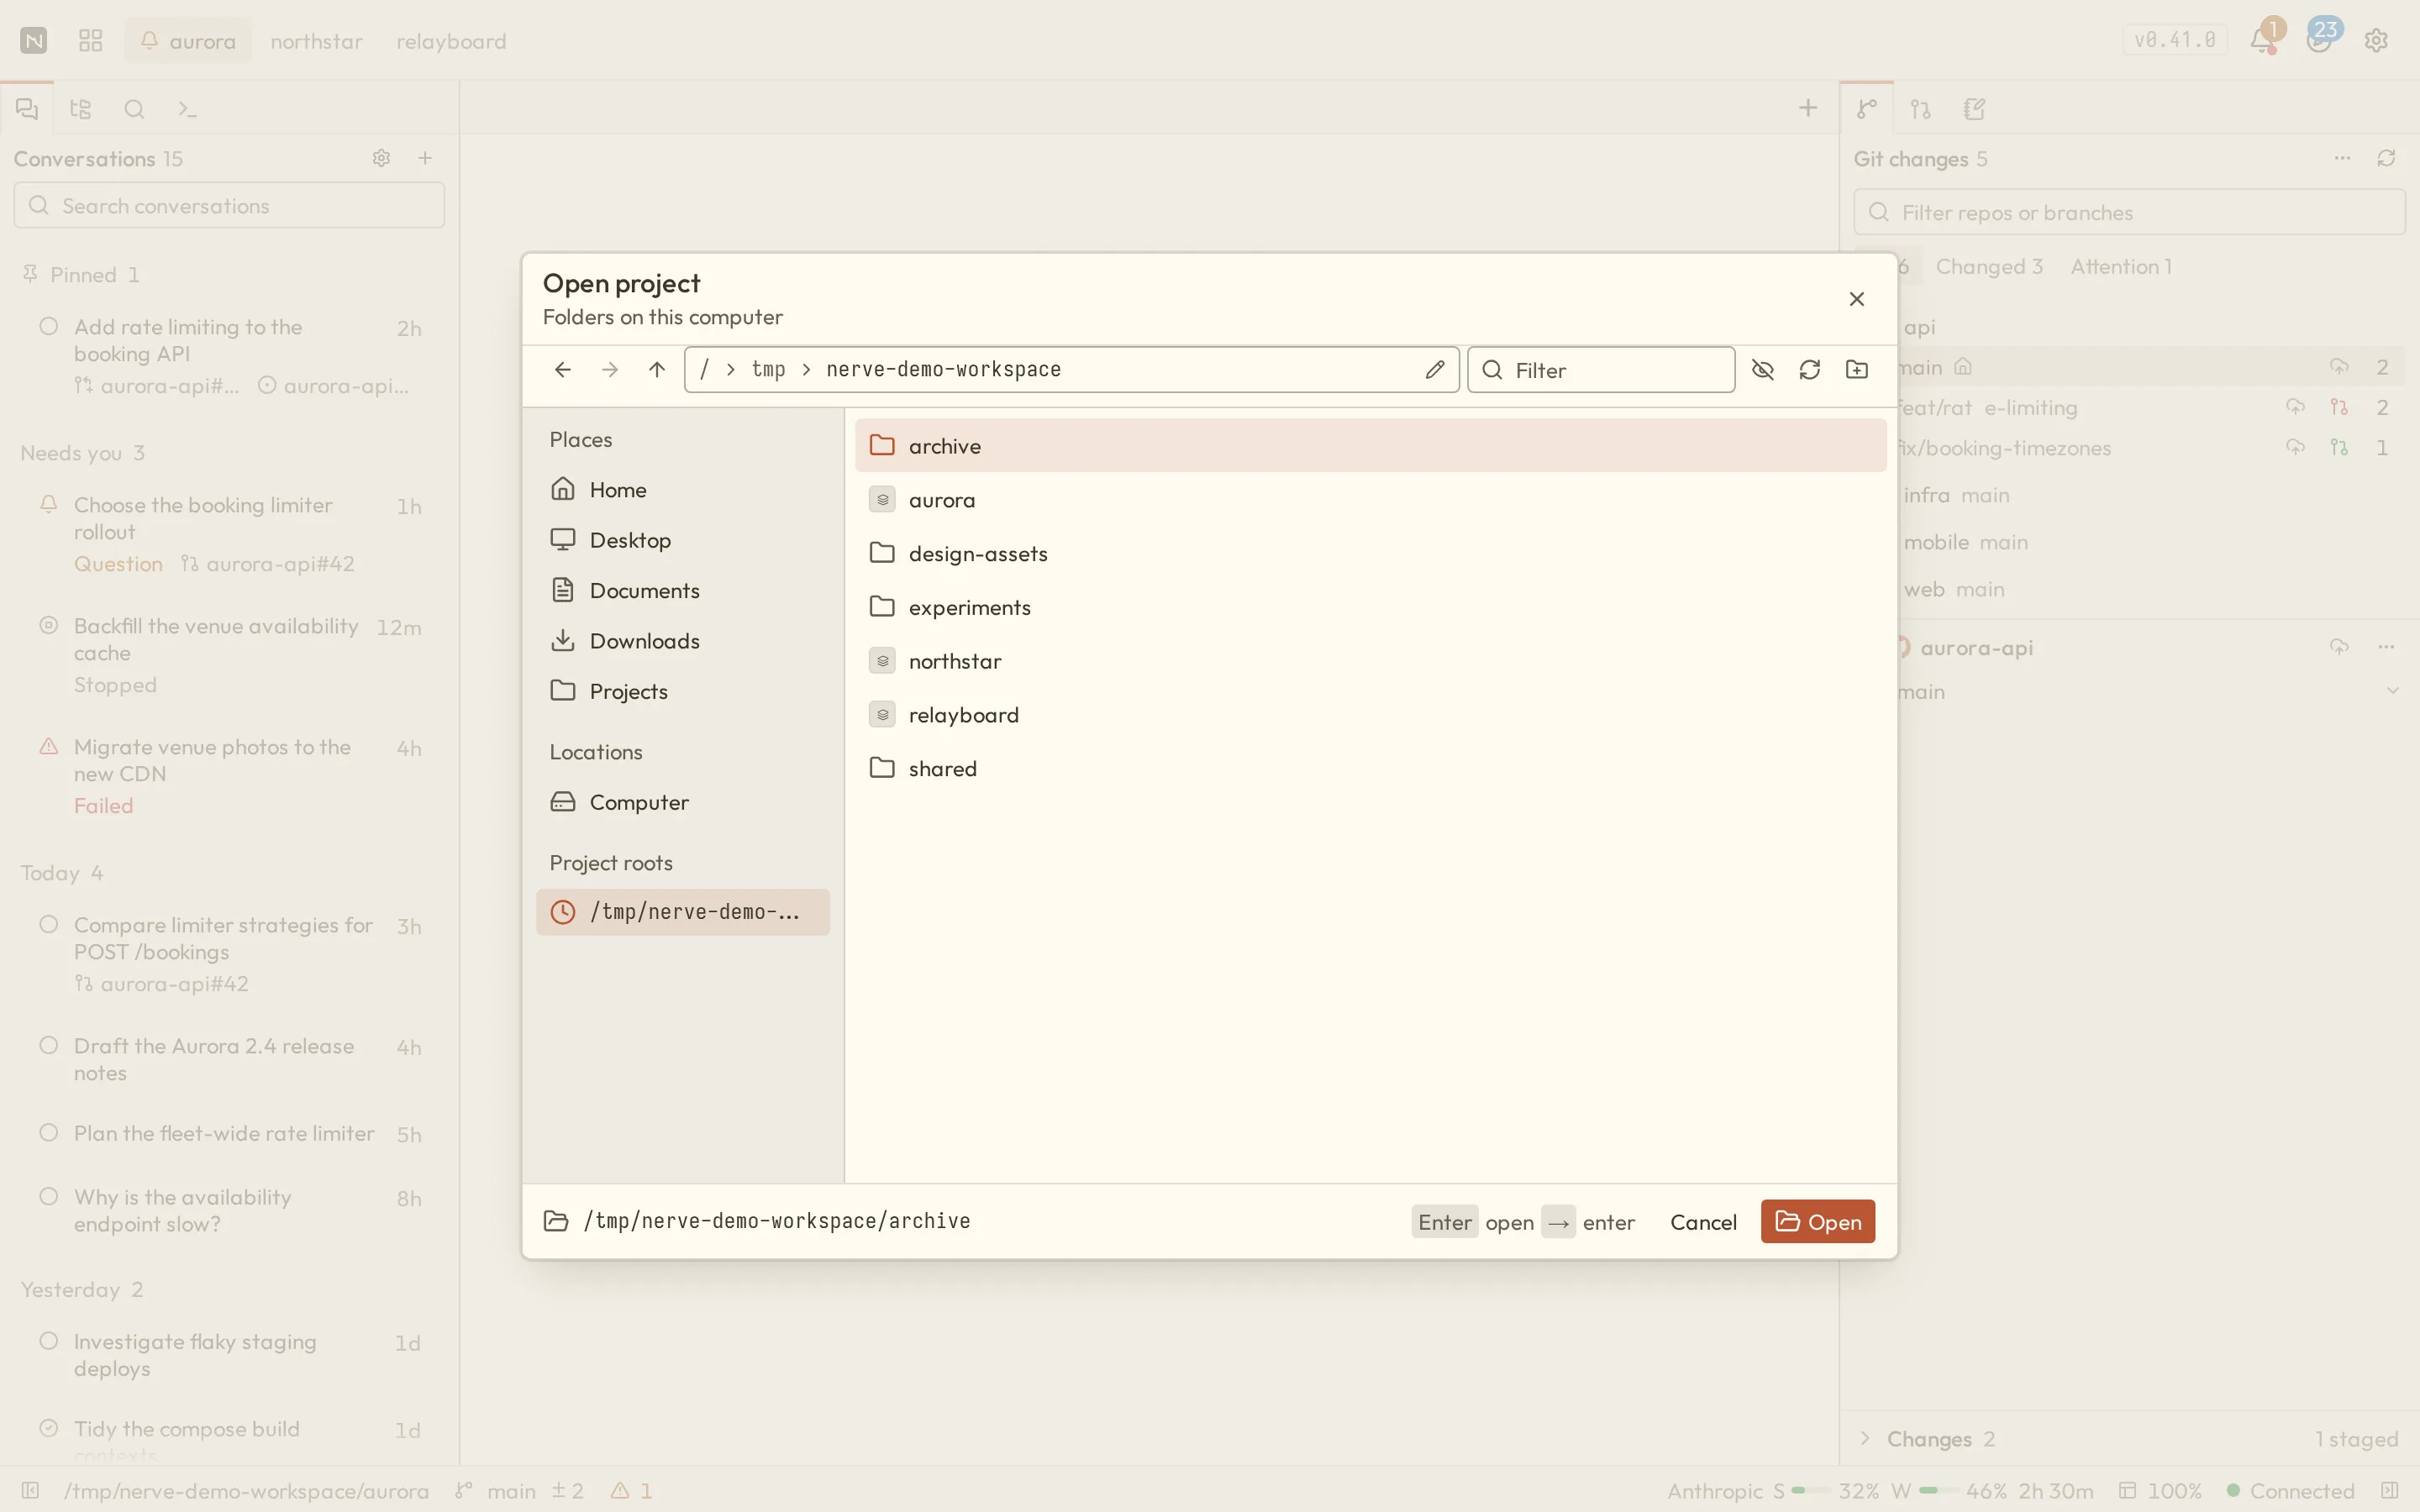 aurora northstar relayboard v0.41.0 1 23
Conversations 15
Search conversations
Pinned 1
Add rate limiting to the 2h
booking API
aurora-api#... aurora-api...
Needs you 3
Choose the booking limiter 1h
rollout
Question aurora-api#42
Backfill the venue availability 12m
cache
Stopped
Migrate venue photos to the 4h
new CDN
Failed
Today 4
Compare limiter strategies for 3h
POST /bookings
aurora-api#42
Draft the Aurora 2.4 release 4h
notes
Plan the fleet-wide rate limiter 5h
Why is the availability 8h
endpoint slow?
Yesterday 2
Investigate flaky staging 1d
deploys
Tidy the compose build 1d
contexts
Open project
Folders on this computer
/ > tmp > nerve-demo-workspace
Filter
Places
Home
Desktop
Documents
Downloads
Projects
Locations
Computer
Project roots
/tmp/nerve-demo-...
archive
aurora
design-assets
experiments
northstar
relayboard
shared
/tmp/nerve-demo-workspace/archive
Enter open → enter Cancel Open
Git changes 5
Filter repos or branches
6 Changed 3 Attention 1
api
main 2
feat/rat e-limiting 2
fix/booking-timezones 1
infra main
mobile main
web main
aurora-api
main
Changes 2 1 staged
/tmp/nerve-demo-workspace/aurora main ± 2 1
Anthropic S 32% W 46% 2h 30m 100% Connected